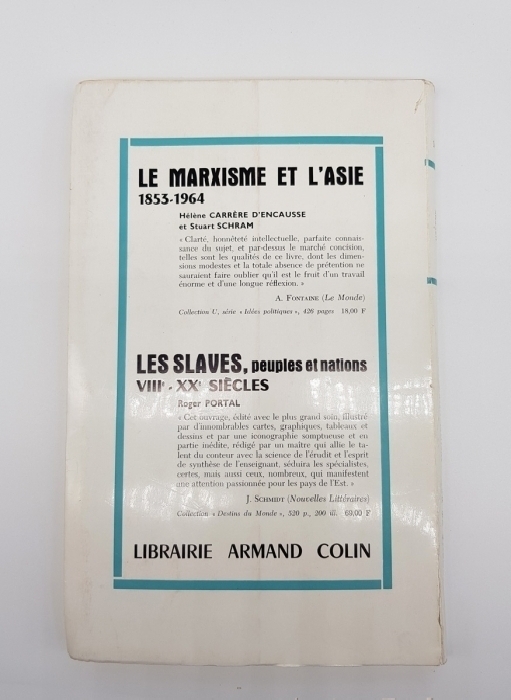 LE MARXISME ET L'ASIE
1853-1964
Hélène CARRÈRE D'ENCAUSSE
et Stuart SCHRAM
« Clarté, honnêteté intellectuelle, parfaite connais-
sance du sujet, et par-dessus le marché concision,
telles sont les qualités de ce livre, dont les dimen-
sions modestes et la totale absence de prétention ne
sauraient faire oublier qu'il est le fruit d'un travail
énorme et d'une longue réflexion. »
A. FONTAINE (Le Monde)
Collection U, série « Idées politiques », 426 pages 18,00 F
LES SLAVES, peuples et nations
VIIIe - XXe SIÈCLES
Roger PORTAL
« Cet ouvrage, édité avec le plus grand soin, illustré
par d'innombrables cartes, graphiques, tableaux et
dessins et par une iconographie somptueuse et en
partie inédite, rédigé par un maître qui allie le ta-
lent du conteur avec la science de l'érudit et l'esprit
de synthèse de l'enseignant, séduira les spécialistes,
certes, mais aussi ceux, nombreux, qui manifestent
une attention passionnée pour les pays de l'Est. »
J. SCHMIDT (Nouvelles Littéraires)
Collection « Destins du Monde », 520 p., 200 ill. 60,00 F
LIBRAIRIE ARMAND COLIN